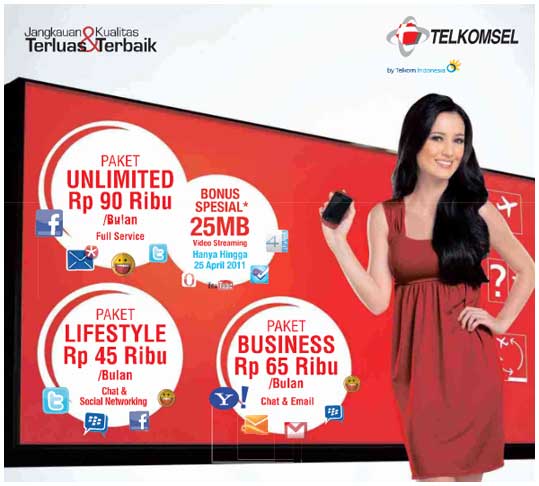 Jangkauan Kualitas
Terluas&Terbaik
TELKOMSEL
by Telkom Indonesia
PAKET
UNLIMITED
Rp 90 Ribu
/Bulan
Full Service
BONUS
SPESIAL*
25MB
Video Streaming
Hanya Hingga
25 April 2011
PAKET
LIFESTYLE
Rp 45 Ribu
/Bulan
Chat &
Social Networking
PAKET
BUSINESS
Rp 65 Ribu
/Bulan
Chat & Email